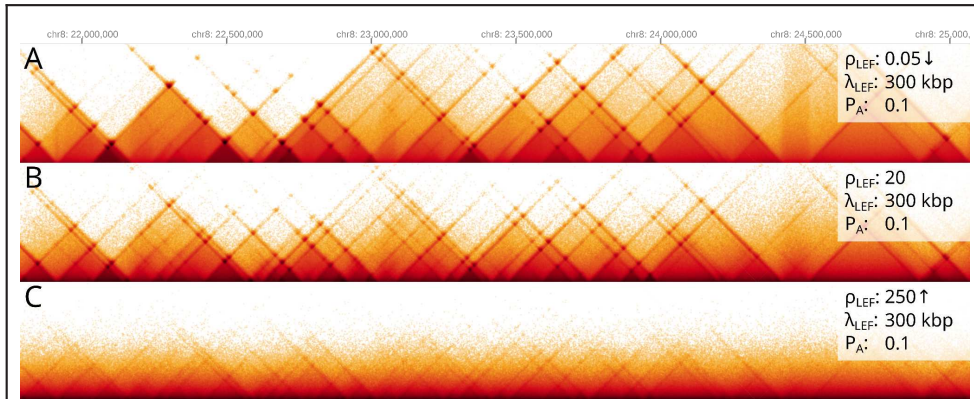 chr8: 22,000,000 chr8: 22,500,000 chr8: 23,000,000 chr8: 23,500,000 chr8: 24,000,000 chr8: 24,500,000 chr8: 25,000,
A
ρLEF: 0.05↓
λLEF: 300 kbp
PA: 0.1
B
ρLEF: 20
λLEF: 300 kbp
PA: 0.1
C
ρLEF: 250↑
λLEF: 300 kbp
PA: 0.1